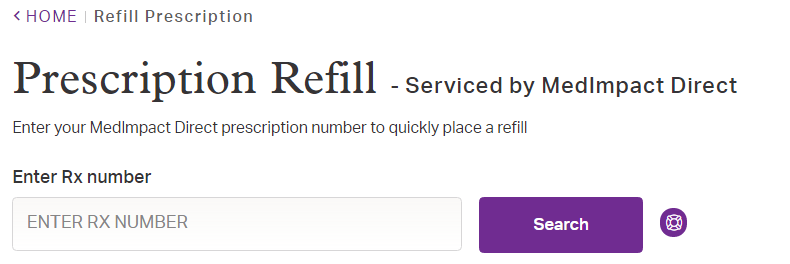 < HOME | Refill Prescription
Prescription Refill - Serviced by MedImpact Direct
Enter your MedImpact Direct prescription number to quickly place a refill
Enter Rx number
ENTER RX NUMBER
Search